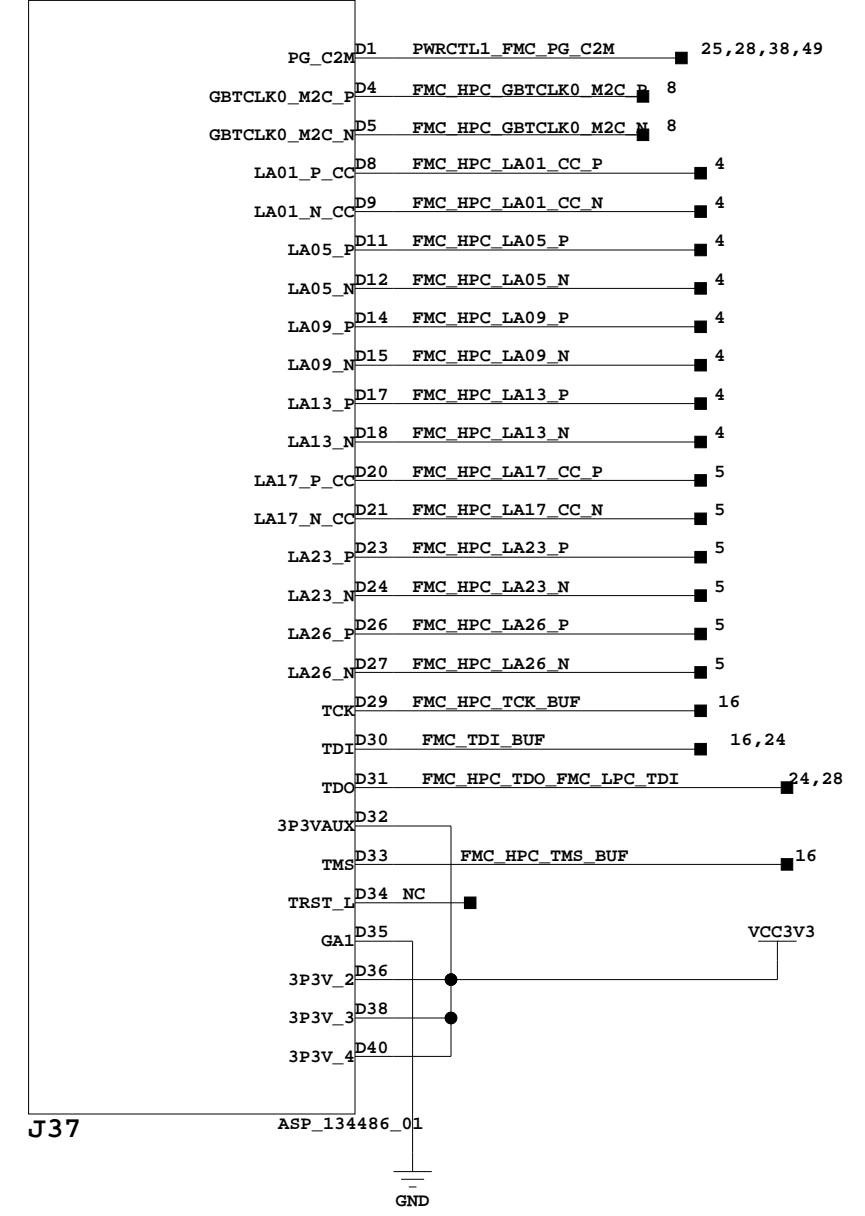 PG_C2M D1 PWRCTL1_FMC_PG_C2M 25,28,38,49
GBTCLK0_M2C_P D4 FMC_HPC_GBTCLK0_M2C_P 8
GBTCLK0_M2C_N D5 FMC_HPC_GBTCLK0_M2C_N 8
LA01_P_CC D8 FMC_HPC_LA01_CC_P 4
LA01_N_CC D9 FMC_HPC_LA01_CC_N 4
LA05_P D11 FMC_HPC_LA05_P 4
LA05_N D12 FMC_HPC_LA05_N 4
LA09_P D14 FMC_HPC_LA09_P 4
LA09_N D15 FMC_HPC_LA09_N 4
LA13_P D17 FMC_HPC_LA13_P 4
LA13_N D18 FMC_HPC_LA13_N 4
LA17_P_CC D20 FMC_HPC_LA17_CC_P 5
LA17_N_CC D21 FMC_HPC_LA17_CC_N 5
LA23_P D23 FMC_HPC_LA23_P 5
LA23_N D24 FMC_HPC_LA23_N 5
LA26_P D26 FMC_HPC_LA26_P 5
LA26_N D27 FMC_HPC_LA26_N 5
TCK D29 FMC_HPC_TCK_BUF 16
TDI D30 FMC_TDI_BUF 16,24
TDO D31 FMC_HPC_TDO_FMC_LPC_TDI 24,28
3P3VAUX D32
TMS D33 FMC_HPC_TMS_BUF 16
TRST_L D34 NC
GA1 D35 VCC3V3
3P3V_2 D36
3P3V_3 D38
3P3V_4 D40
J37 ASP_134486_01
GND